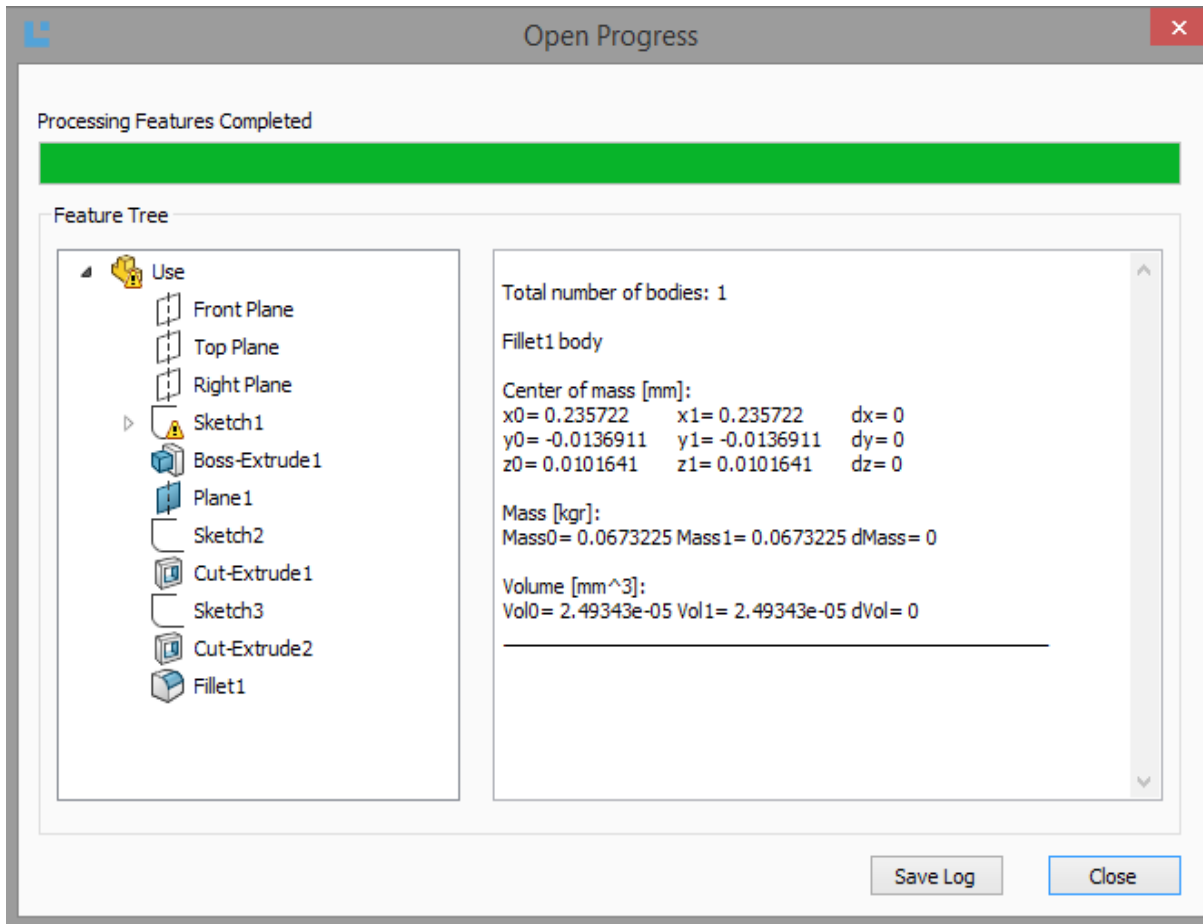 Open Progress
Processing Features Completed
Feature Tree
Use
Front Plane
Top Plane
Right Plane
Sketch1
Boss-Extrude1
Plane1
Sketch2
Cut-Extrude1
Sketch3
Cut-Extrude2
Fillet1
Total number of bodies: 1
Fillet1 body
Center of mass [mm]:
x0= 0.235722 x1= 0.235722 dx= 0
y0= -0.0136911 y1= -0.0136911 dy= 0
z0= 0.0101641 z1= 0.0101641 dz= 0
Mass [kgr]:
Mass0= 0.0673225 Mass1= 0.0673225 dMass= 0
Volume [mm^3]:
Vol0= 2.49343e-05 Vol1= 2.49343e-05 dVol= 0
Save Log Close